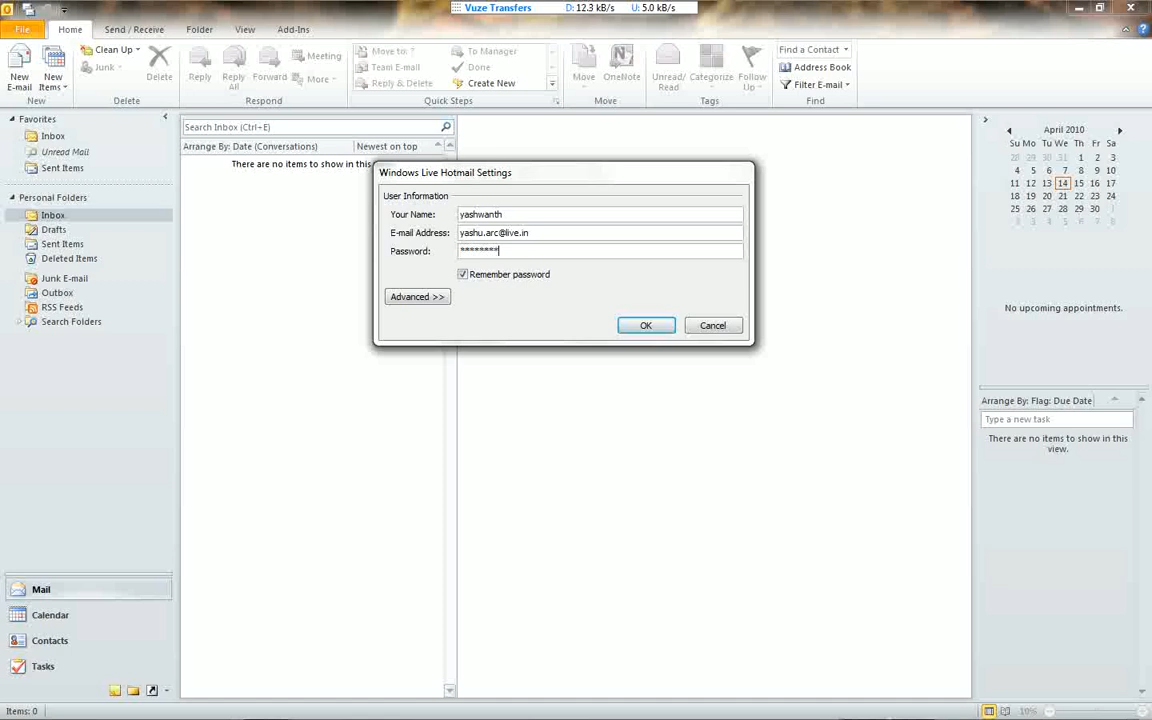 Vuze Transfers D: 12.3 kB/s U: 5.0 kB/s
File Home Send / Receive Folder View Add-Ins
New E-mail
New Items
New
Clean Up
Junk
Delete
Delete
Reply
Reply All
Forward
Meeting
More
Respond
Move to: ?
Team E-mail
Reply & Delete
To Manager
Done
Create New
Quick Steps
Move
OneNote
Move
Unread/ Read
Categorize
Follow Up
Tags
Find a Contact
Address Book
Filter E-mail
Find
Favorites
Inbox
Unread Mail
Sent Items
Personal Folders
Inbox
Drafts
Sent Items
Deleted Items
Junk E-mail
Outbox
RSS Feeds
Search Folders
Mail
Calendar
Contacts
Tasks
Items: 0
Search Inbox (Ctrl+E)
Arrange By: Date (Conversations) Newest on top
There are no items to show in this
Windows Live Hotmail Settings
User Information
Your Name: yashwanth
E-mail Address: yashu.arc@live.in
Password: ********
Remember password
Advanced >>
OK Cancel
April 2010
Su Mo Tu We Th Fr Sa
28 29 30 31 1 2 3
4 5 6 7 8 9 10
11 12 13 14 15 16 17
18 19 20 21 22 23 24
25 26 27 28 29 30 1
2 3 4 5 6 7 8
No upcoming appointments.
Arrange By: Flag: Due Date
Type a new task
There are no items to show in this
view.
10%